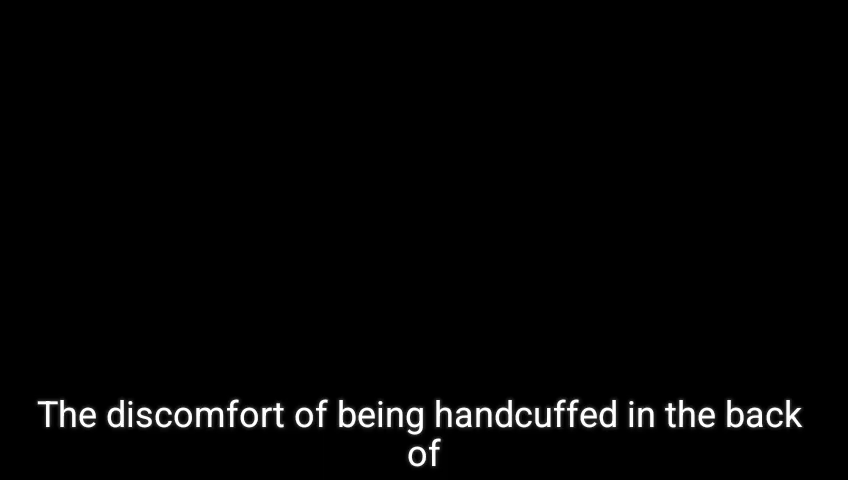 The discomfort of being handcuffed in the back
of